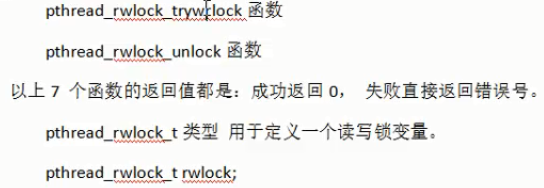 pthread_rwlock_trywrlock 函数
pthread_rwlock_unlock 函数
以上 7 个函数的返回值都是：成功返回 0， 失败直接返回错误号。
pthread_rwlock_t 类型 用于定义一个读写锁变量。
pthread_rwlock_t rwlock;